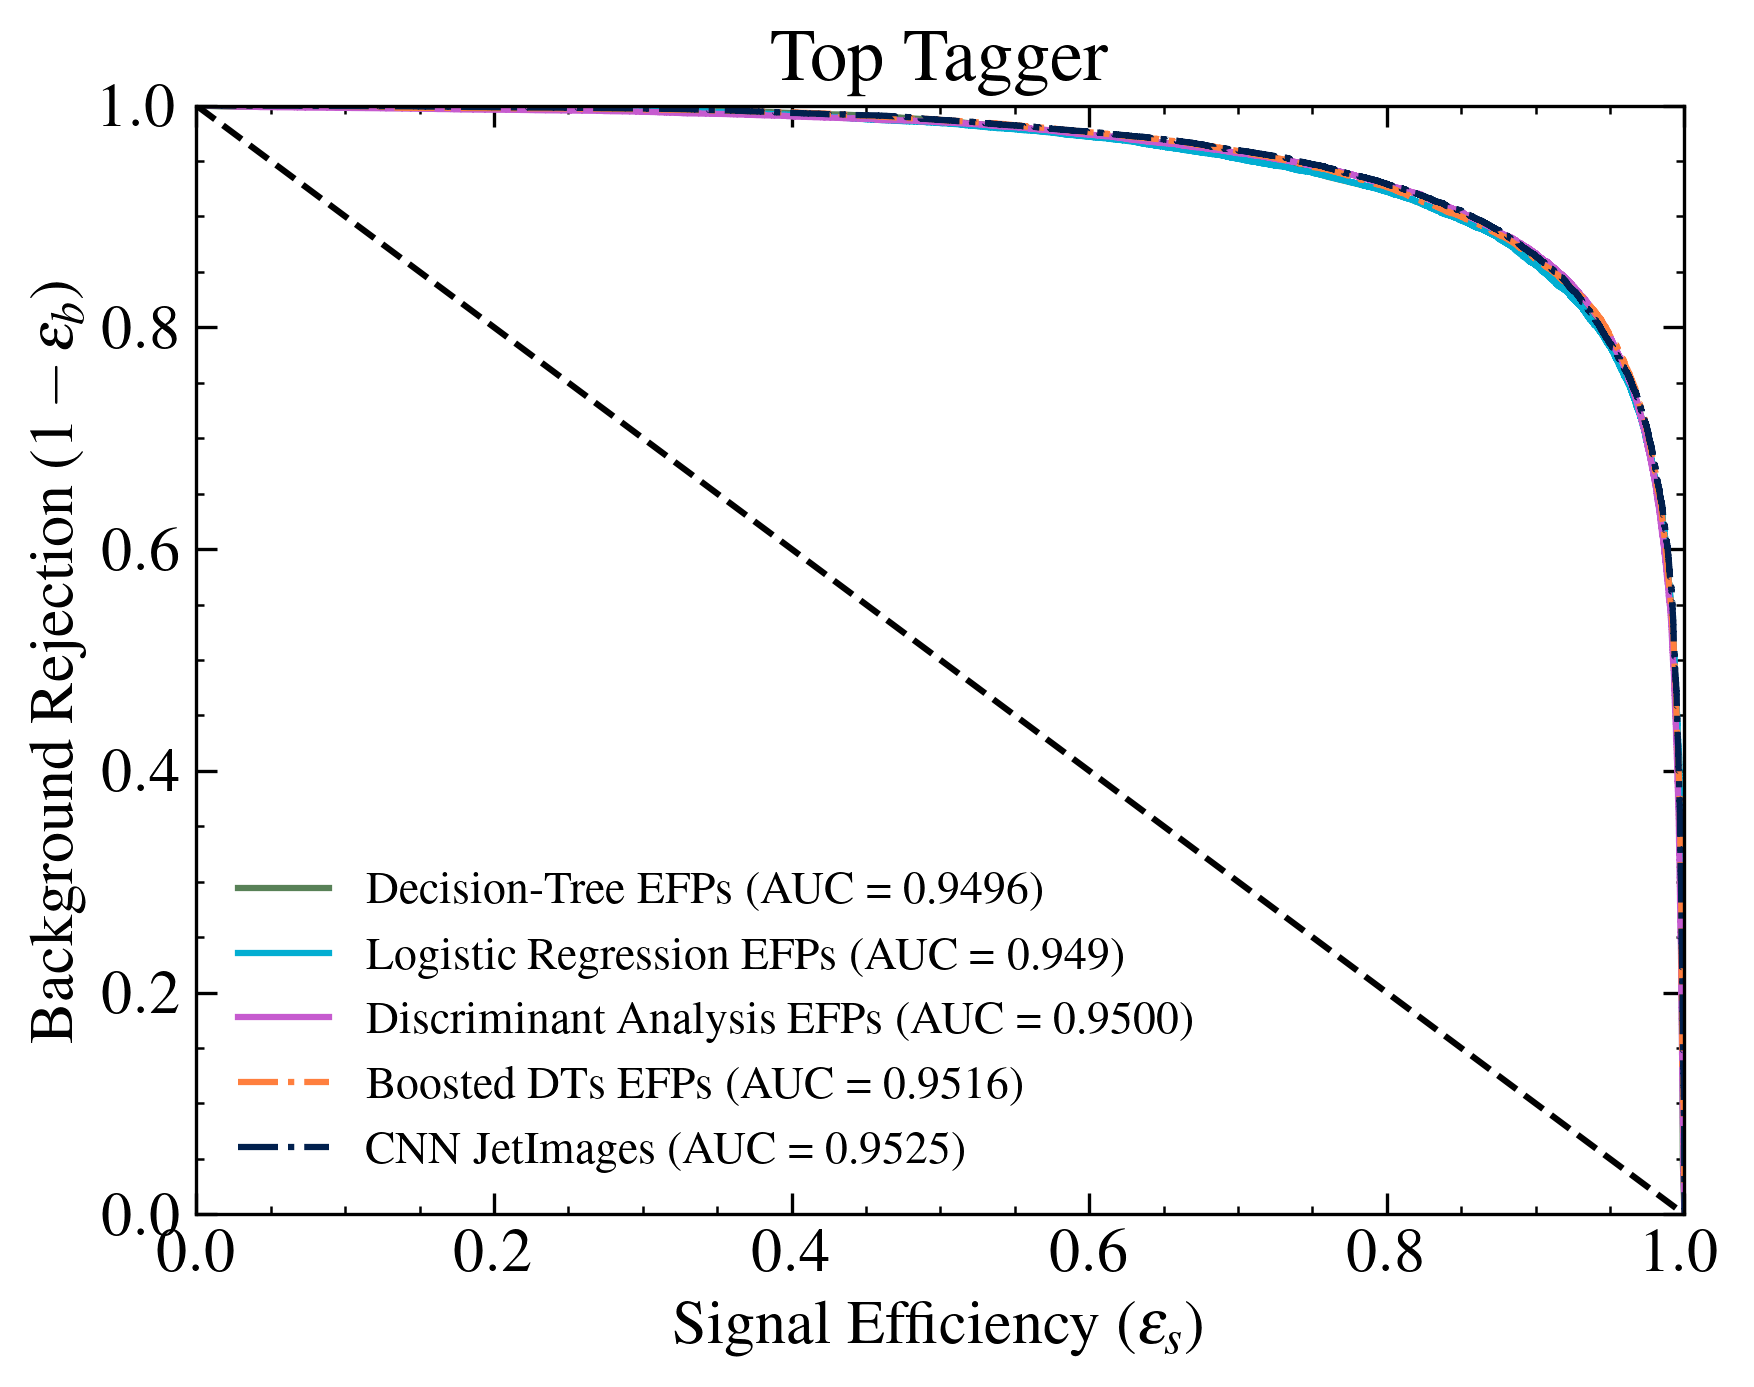 Top Tagger
1.0
0.8
0.6
0.4
0.2
0.0
Background Rejection (1 − ε_b)
Decision-Tree EFPs (AUC = 0.9496)
Logistic Regression EFPs (AUC = 0.949)
Discriminant Analysis EFPs (AUC = 0.9500)
Boosted DTs EFPs (AUC = 0.9516)
CNN JetImages (AUC = 0.9525)
0.0 0.2 0.4 0.6 0.8 1.0
Signal Efficiency (ε_s)